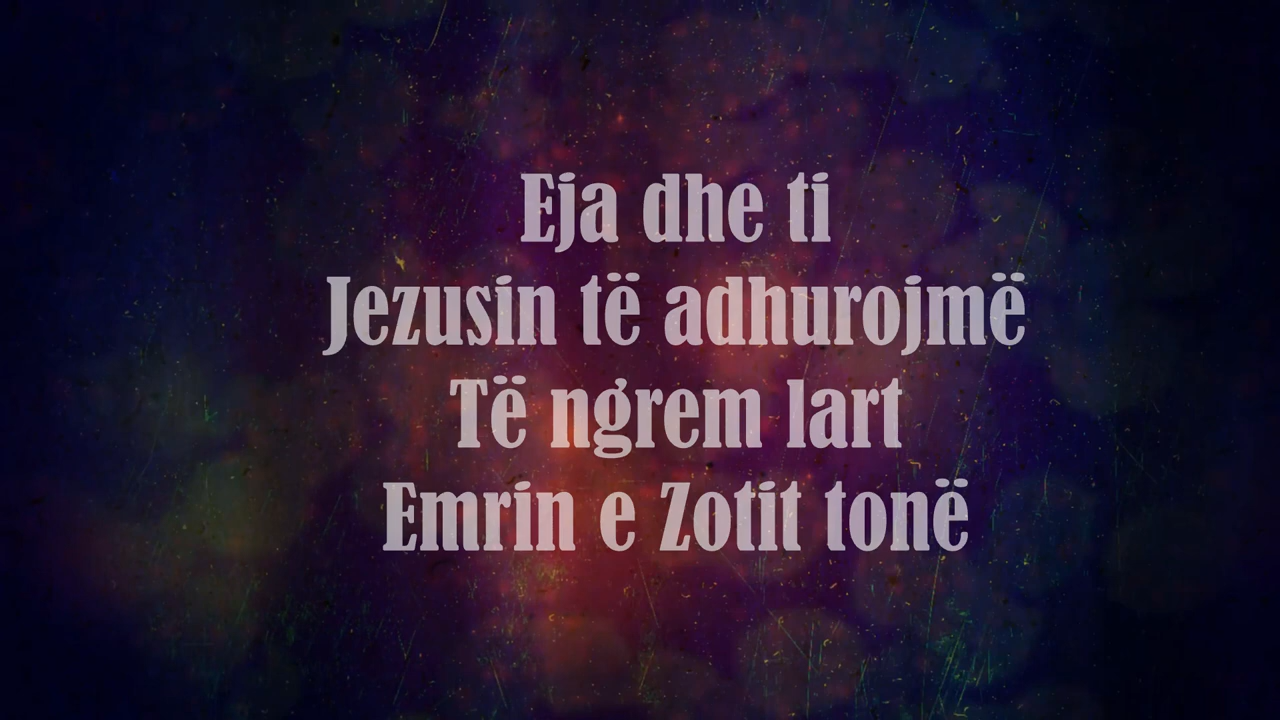 Eja dhe ti
Jezusin të adhurojmë
Të ngrem lart
Emrin e Zotit tonë